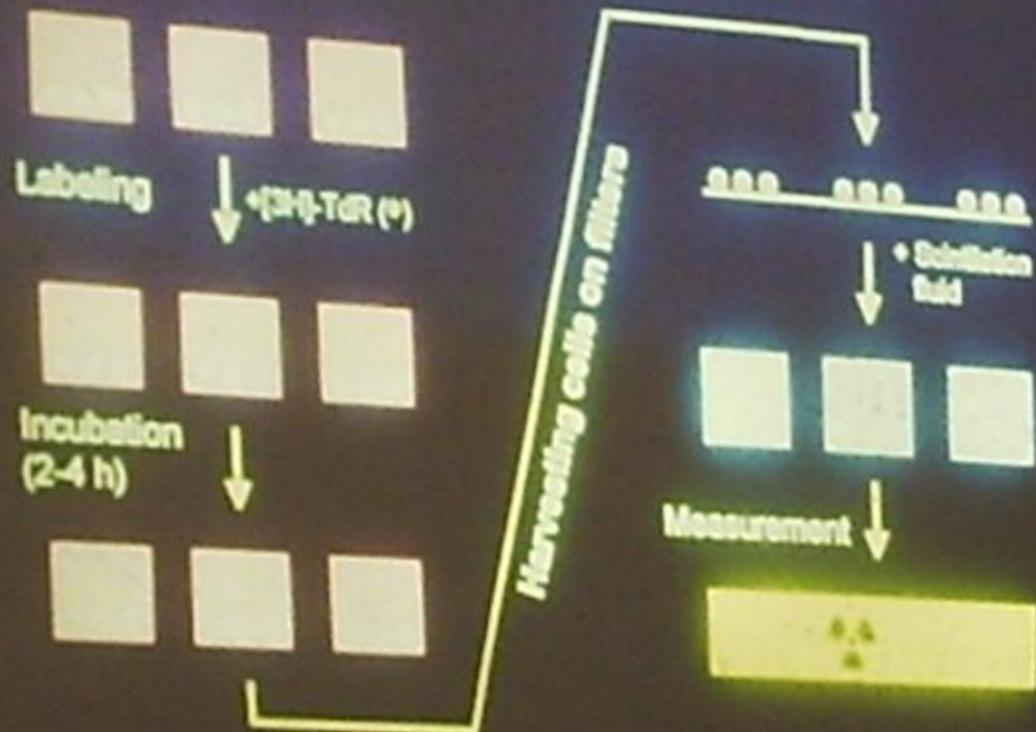 Labeling
+[3H]-TdR (*)
Incubation
(2-4 h)
Harvesting cells on filters
+ Scintillation
fluid
Measurement